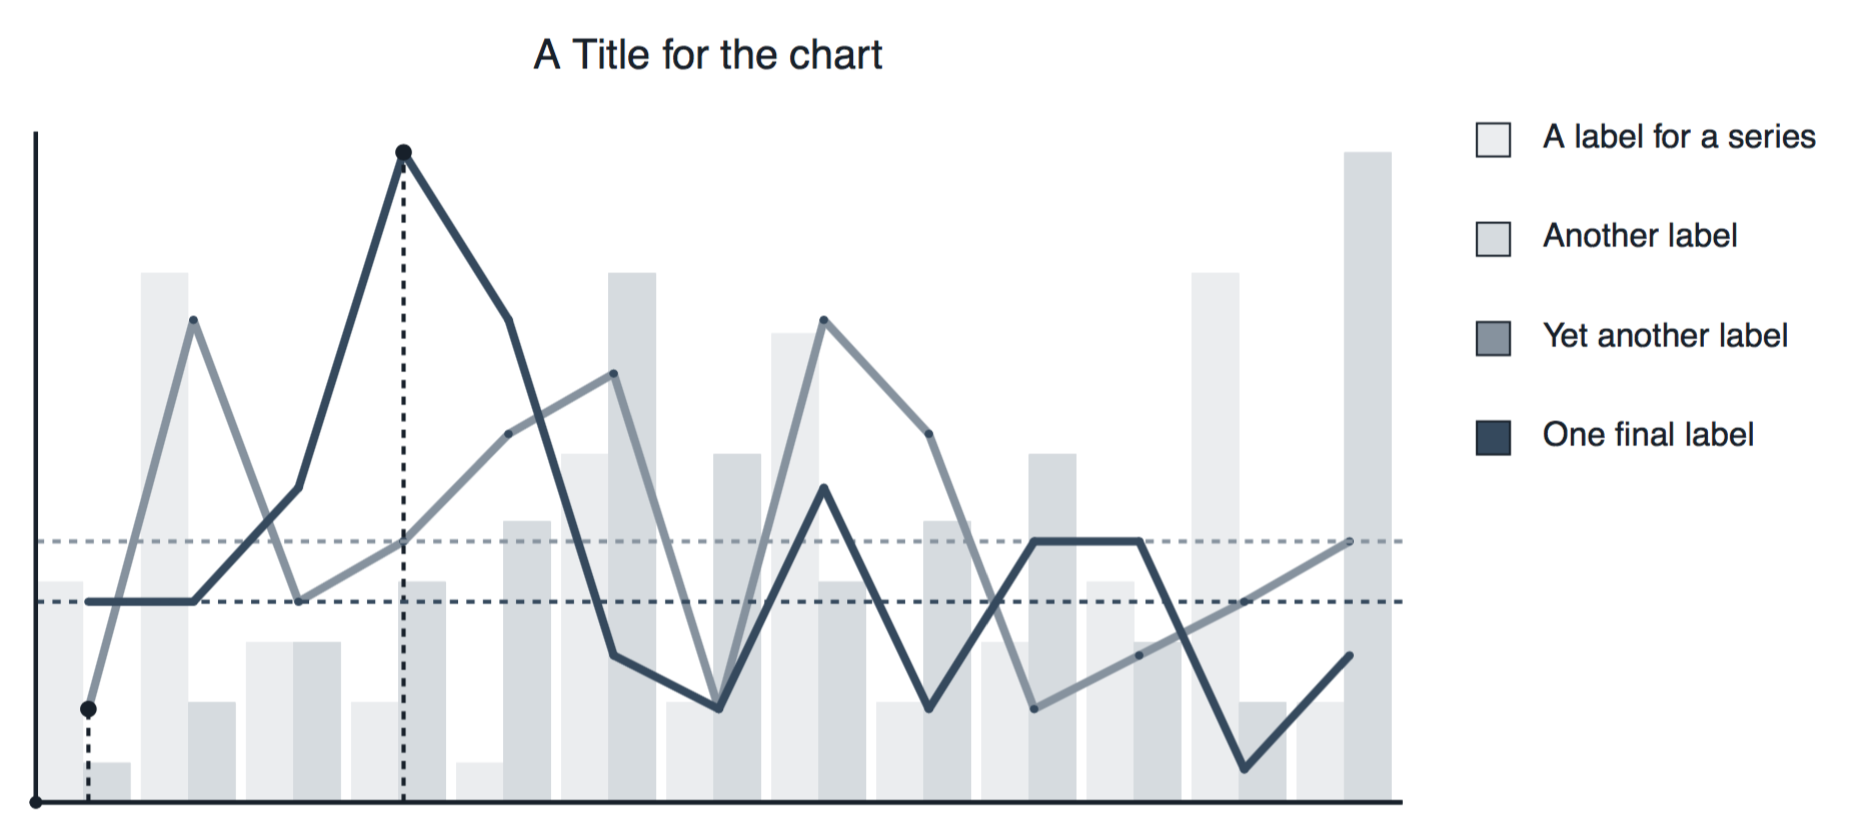 A Title for the chart
A label for a series
Another label
Yet another label
One final label